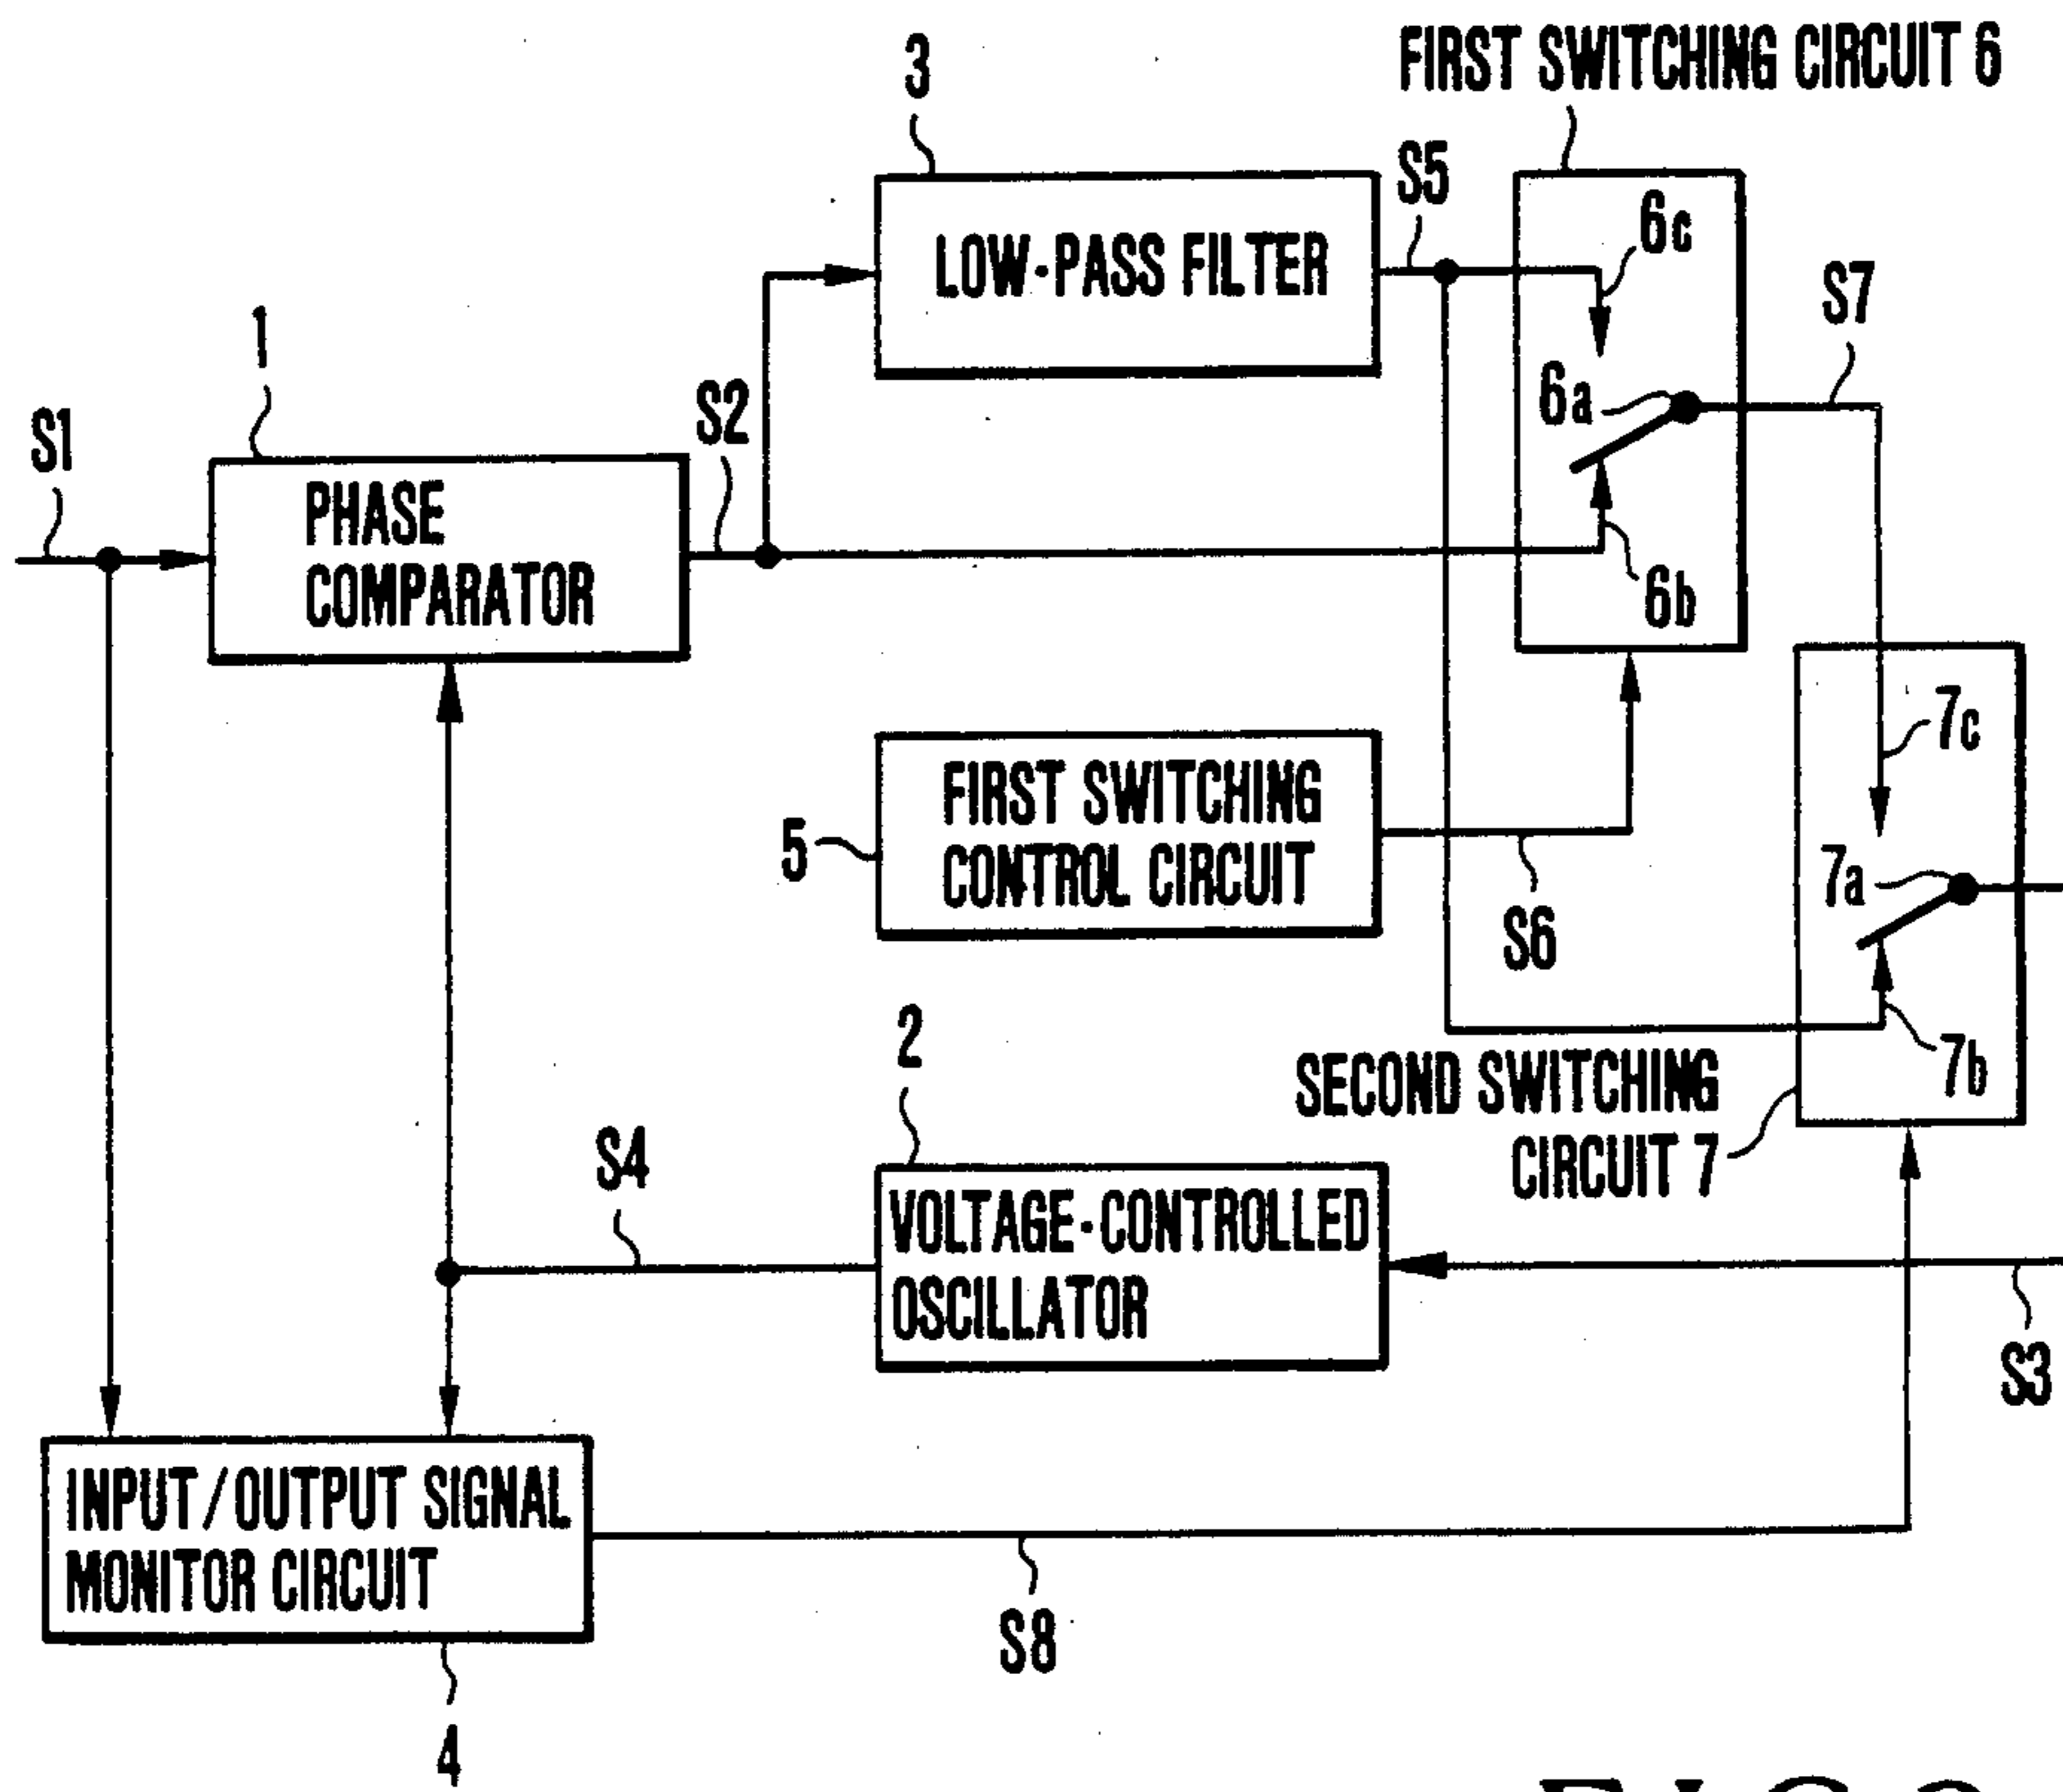 FIRST SWITCHING CIRCUIT 6
3
S5
6c
LOW-PASS FILTER
S7
1
6a
S2
S1
PHASE
COMPARATOR
6b
7c
FIRST SWITCHING
CONTROL CIRCUIT
5
7a
S6
2
7b
SECOND SWITCHING
CIRCUIT 7
S4
VOLTAGE-CONTROLLED
OSCILLATOR
S3
INPUT/OUTPUT SIGNAL
MONITOR CIRCUIT
S8
4